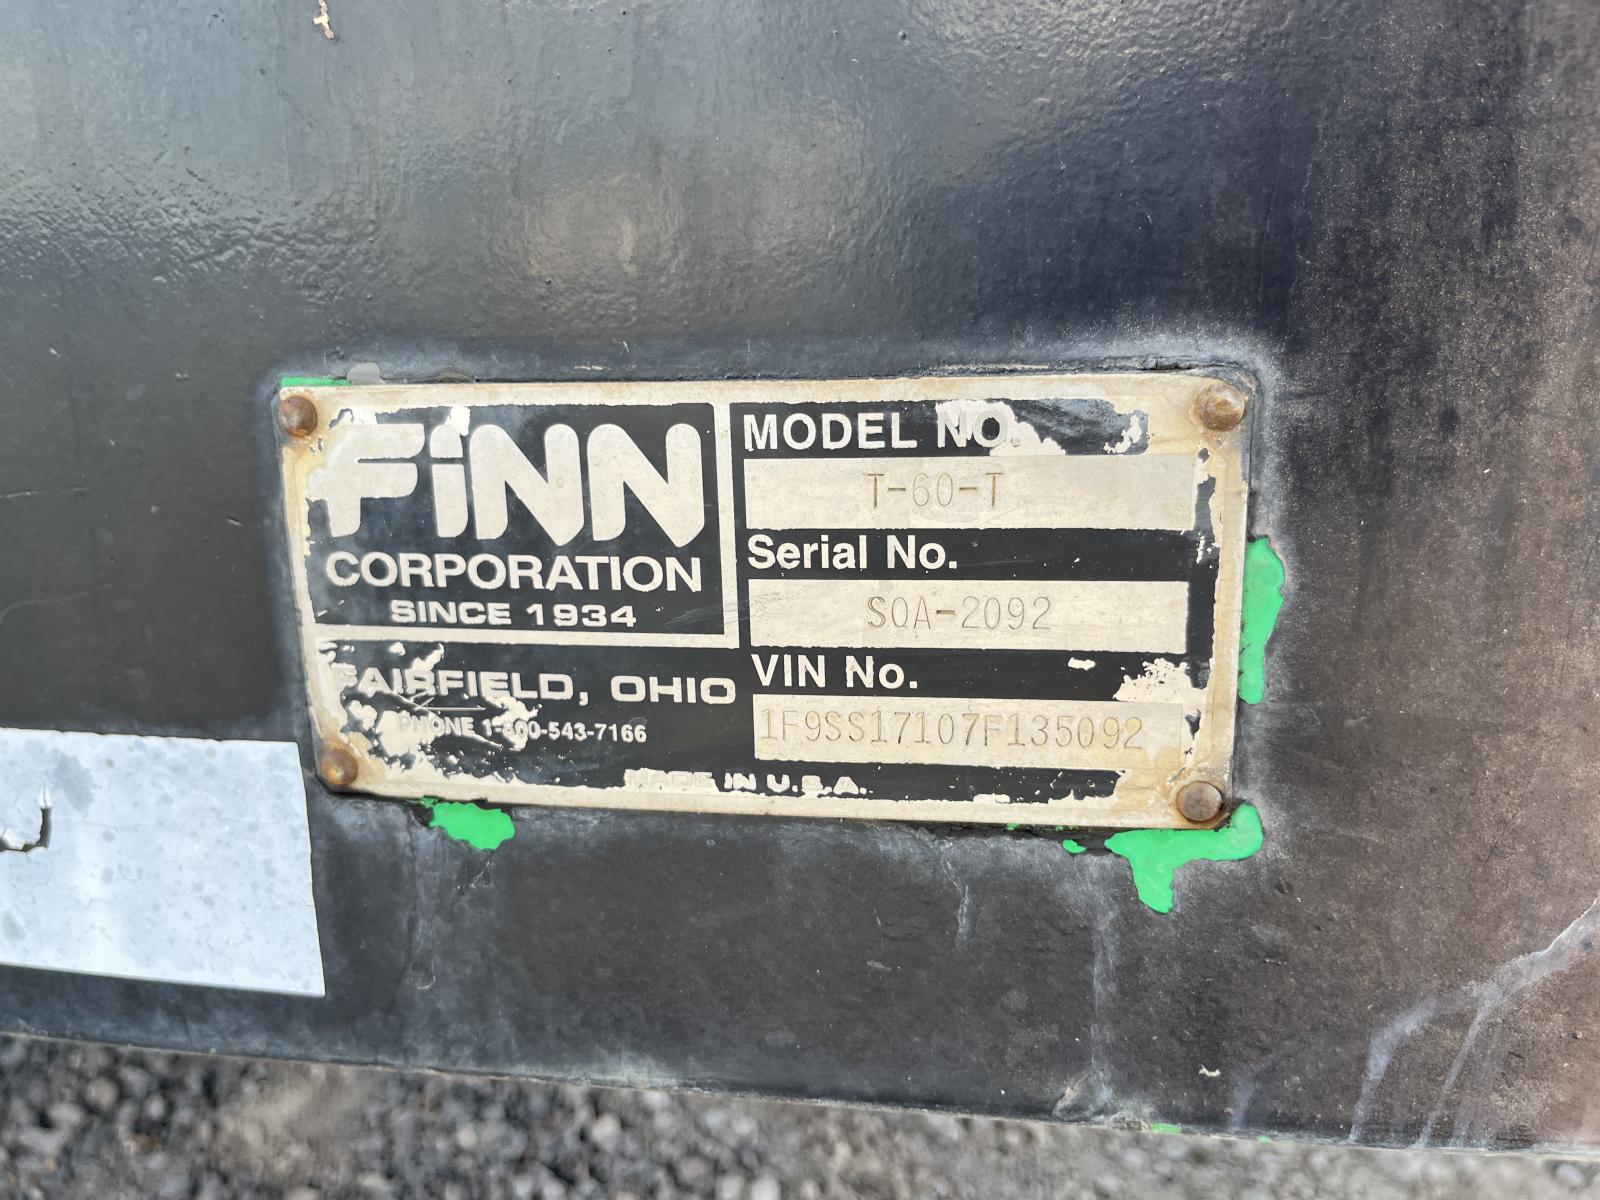 FiNN
CORPORATION
SINCE 1934
FAIRFIELD, OHIO
PHONE 1-800-543-7166
MADE IN U.S.A.
MODEL NO.
T-60-T
Serial No.
SQA-2092
VIN No.
1F9SS17107F135092